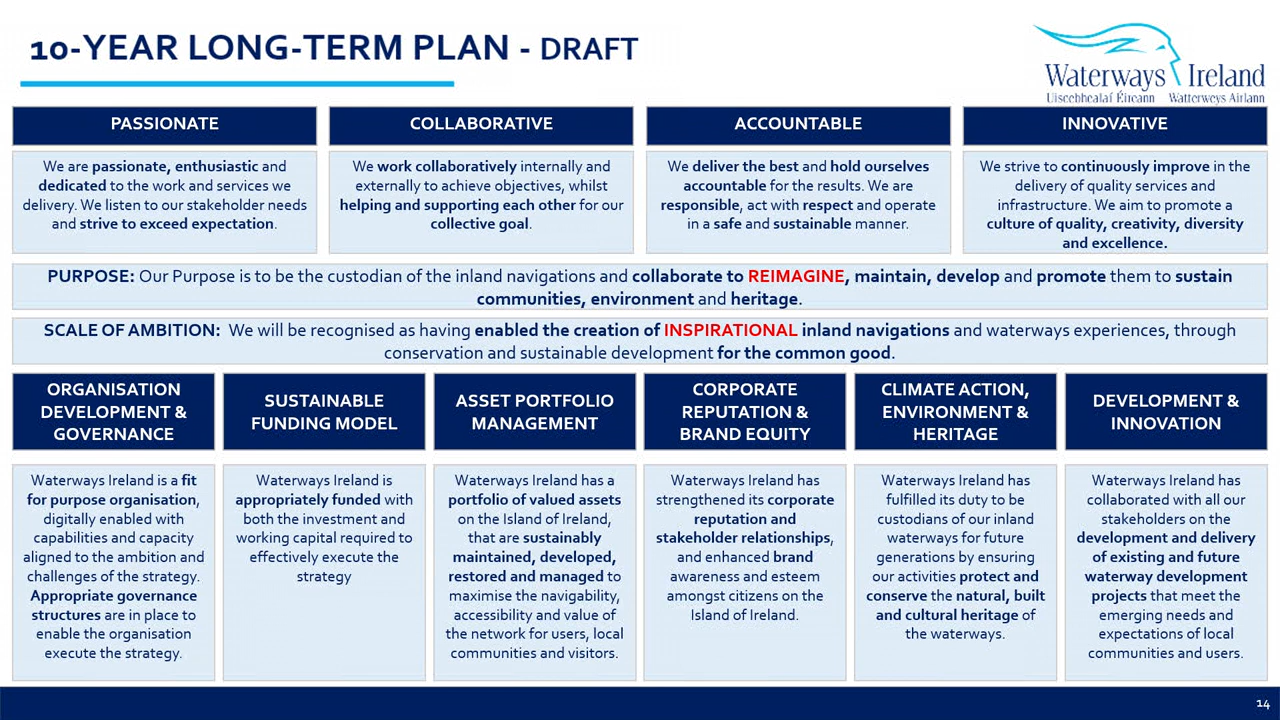 10-YEAR LONG-TERM PLAN - DRAFT
Waterways Ireland
Uiscebhealaí Éireann Watterweys Airlann
PASSIONATE
We are passionate, enthusiastic and
dedicated to the work and services we
delivery. We listen to our stakeholder needs
and strive to exceed expectation.
COLLABORATIVE
We work collaboratively internally and
externally to achieve objectives, whilst
helping and supporting each other for our
collective goal.
ACCOUNTABLE
We deliver the best and hold ourselves
accountable for the results. We are
responsible, act with respect and operate
in a safe and sustainable manner.
INNOVATIVE
We strive to continuously improve in the
delivery of quality services and
infrastructure. We aim to promote a
culture of quality, creativity, diversity
and excellence.
PURPOSE: Our Purpose is to be the custodian of the inland navigations and collaborate to REIMAGINE, maintain, develop and promote them to sustain
communities, environment and heritage.
SCALE OF AMBITION: We will be recognised as having enabled the creation of INSPIRATIONAL inland navigations and waterways experiences, through
conservation and sustainable development for the common good.
ORGANISATION
DEVELOPMENT &
GOVERNANCE
Waterways Ireland is a fit
for purpose organisation,
digitally enabled with
capabilities and capacity
aligned to the ambition and
challenges of the strategy.
Appropriate governance
structures are in place to
enable the organisation
execute the strategy.
SUSTAINABLE
FUNDING MODEL
Waterways Ireland is
appropriately funded with
both the investment and
working capital required to
effectively execute the
strategy
ASSET PORTFOLIO
MANAGEMENT
Waterways Ireland has a
portfolio of valued assets
on the Island of Ireland,
that are sustainably
maintained, developed,
restored and managed to
maximise the navigability,
accessibility and value of
the network for users, local
communities and visitors.
CORPORATE
REPUTATION &
BRAND EQUITY
Waterways Ireland has
strengthened its corporate
reputation and
stakeholder relationships,
and enhanced brand
awareness and esteem
amongst citizens on the
Island of Ireland.
CLIMATE ACTION,
ENVIRONMENT &
HERITAGE
Waterways Ireland has
fulfilled its duty to be
custodians of our inland
waterways for future
generations by ensuring
our activities protect and
conserve the natural, built
and cultural heritage of
the waterways.
DEVELOPMENT &
INNOVATION
Waterways Ireland has
collaborated with all our
stakeholders on the
development and delivery
of existing and future
waterway development
projects that meet the
emerging needs and
expectations of local
communities and users.
14